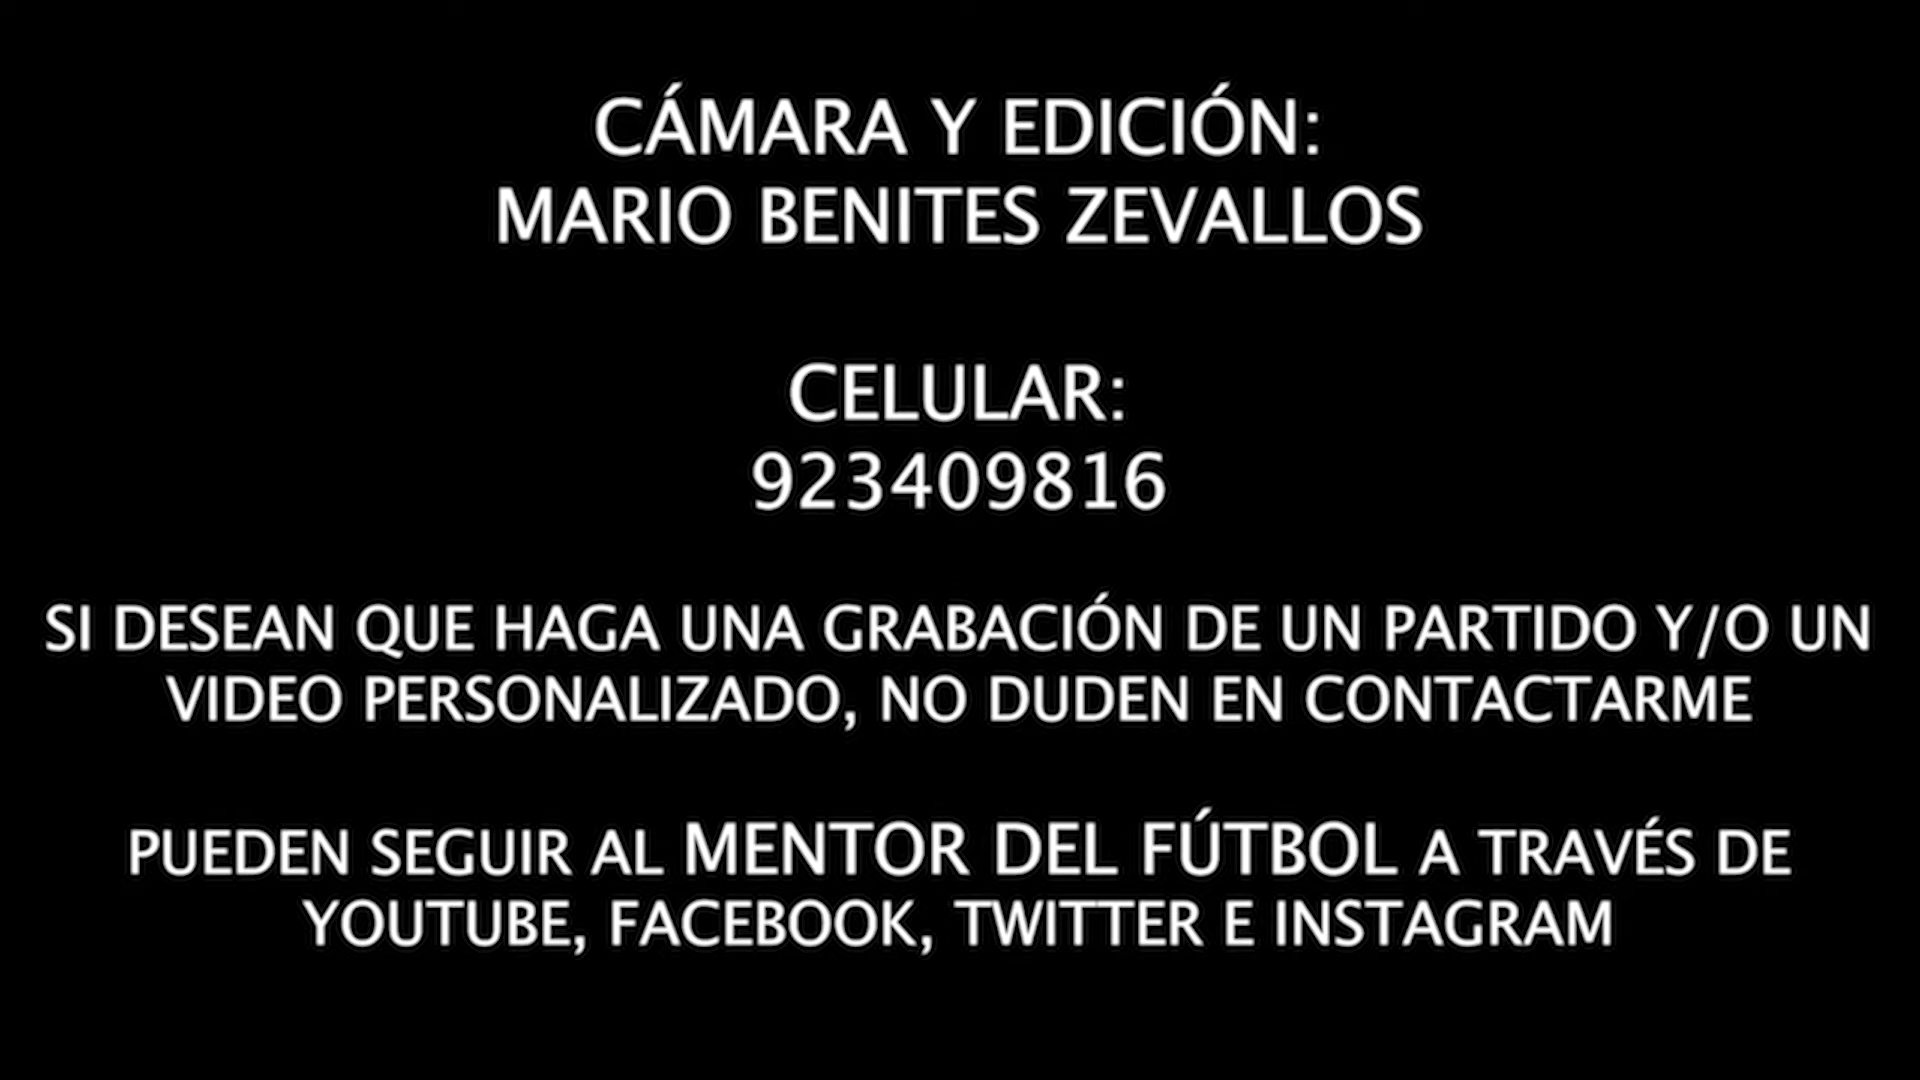 CÁMARA Y EDICIÓN:
MARIO BENITES ZEVALLOS
CELULAR:
923409816
SI DESEAN QUE HAGA UNA GRABACIÓN DE UN PARTIDO Y/O UN
VIDEO PERSONALIZADO, NO DUDEN EN CONTACTARME
PUEDEN SEGUIR AL MENTOR DEL FÚTBOL A TRAVÉS DE
YOUTUBE, FACEBOOK, TWITTER E INSTAGRAM